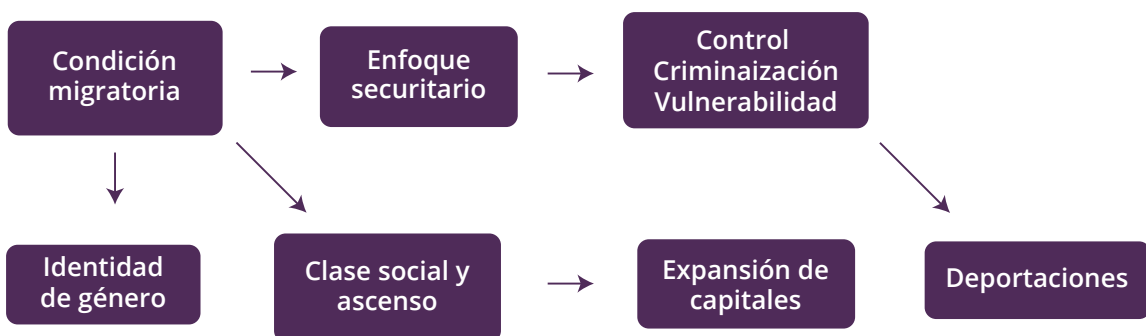 Condición
migratoria
Enfoque
securitario
Control
Criminaización
Vulnerabilidad
Identidad
de género
Clase social y
ascenso
Expansión de
capitales
Deportaciones